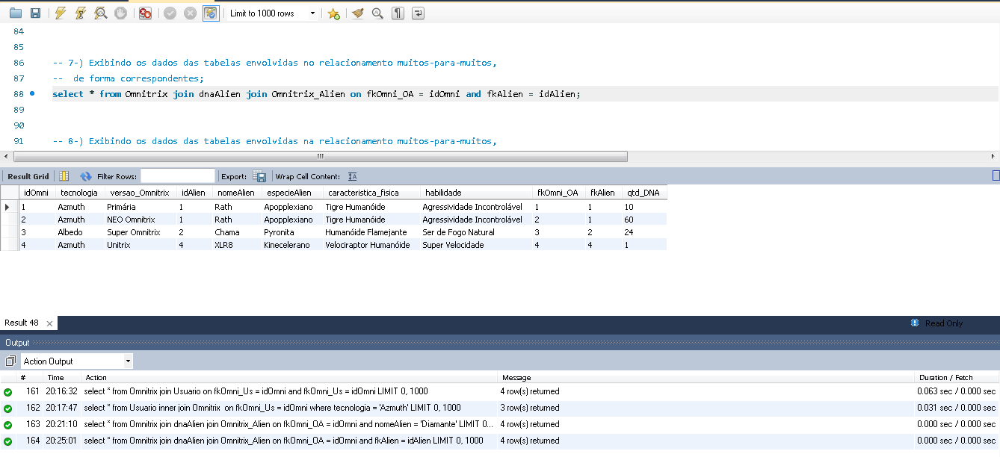 Limit to 1000 rows
84
85
86 -- 7-) Exibindo os dados das tabelas envolvidas no relacionamento muitos-para-muitos,
87 --  de forma correspondentes;
88 select * from Omnitrix join dnaAlien join Omnitrix_Alien on fkOmni_OA = idOmni and fkAlien = idAlien;
89
90
91 -- 8-) Exibindo os dados das tabelas envolvidas na relacionamento muitos-para-muitos,
Result Grid Filter Rows: Export: Wrap Cell Content:
idOmni tecnologia versao_Omnitrix idAlien nomeAlien especieAlien caracteristica_fisica habilidade fkOmni_OA fkAlien qtd_DNA
1 Azmuth Primária 1 Rath Apopplexiano Tigre Humanóide Agressividade Incontrolável 1 1 10
2 Azmuth NEO Omnitrix 1 Rath Apopplexiano Tigre Humanóide Agressividade Incontrolável 2 1 60
3 Albedo Super Omnitrix 2 Chama Pyronita Humanóide Flamejante Ser de Fogo Natural 3 2 24
4 Azmuth Unitrix 4 XLR8 Kinecelerano Velociraptor Humanóide Super Velocidade 4 4 1
Result 48 Read Only
Output
Action Output
# Time Action Message Duration / Fetch
161 20:16:32 select * from Omnitrix join Usuario on fkOmni_Us = idOmni and fkOmni_Us = idOmni LIMIT 0, 1000 4 row(s) returned 0.063 sec / 0.000 sec
162 20:17:47 select * from Usuario inner join Omnitrix  on fkOmni_Us = idOmni where tecnologia = 'Azmuth' LIMIT 0, 1000 3 row(s) returned 0.031 sec / 0.000 sec
163 20:21:10 select * from Omnitrix join dnaAlien join Omnitrix_Alien on fkOmni_OA = idOmni and nomeAlien = 'Diamante' LIMIT 0... 4 row(s) returned 0.000 sec / 0.000 sec
164 20:25:01 select * from Omnitrix join dnaAlien join Omnitrix_Alien on fkOmni_OA = idOmni and fkAlien = idAlien LIMIT 0, 1000 4 row(s) returned 0.000 sec / 0.000 sec